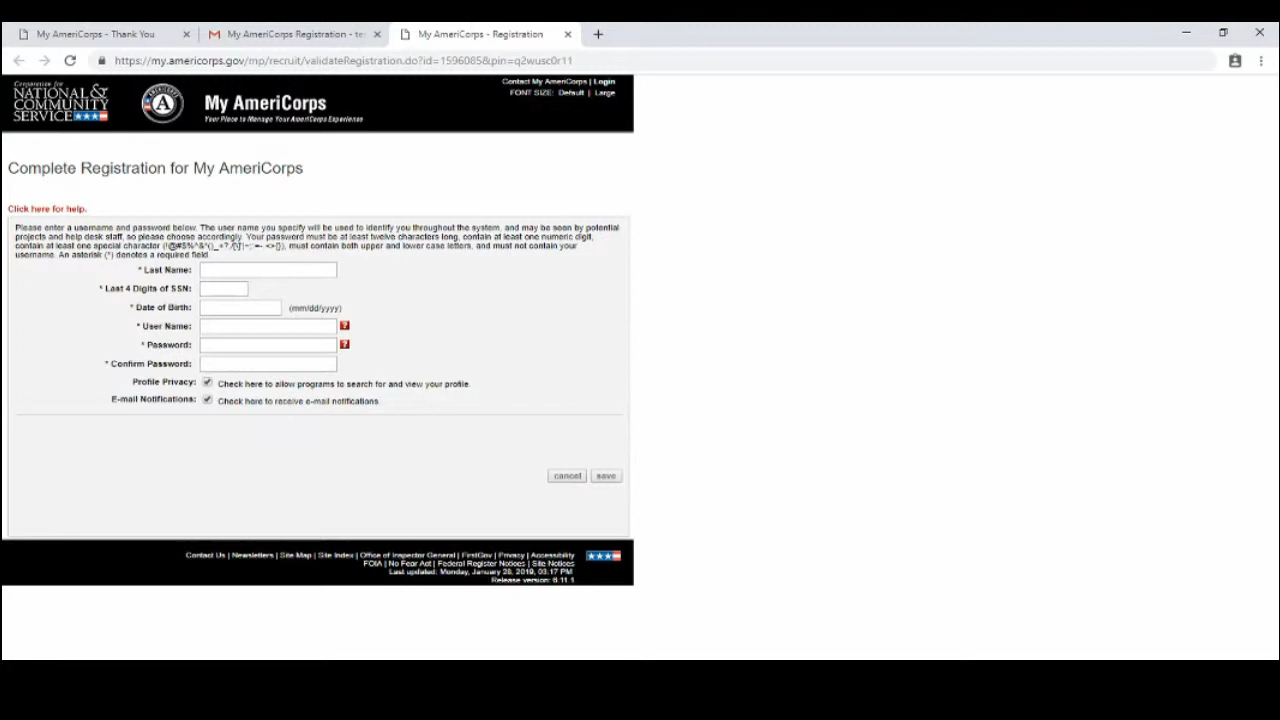 My AmeriCorps - Thank You
My AmeriCorps Registration - te
My AmeriCorps - Registration
https://my.americorps.gov/mp/recruit/validateRegistration.do?id=1596085&pin=q2wusc0r11
Corporation for
NATIONAL &
COMMUNITY
SERVICE
A
My AmeriCorps
Your Place to Manage Your AmeriCorps Experience
Contact My AmeriCorps | Login
FONT SIZE: Default | Large
Complete Registration for My AmeriCorps
Click here for help.
Please enter a username and password below. The user name you specify will be used to identify you throughout the system, and may be seen by potential
projects and help desk staff, so please choose accordingly. Your password must be at least twelve characters long, contain at least one numeric digit,
contain at least one special character must contain both upper and lower case letters, and must not contain your
username. An asterisk (*) denotes a required field.
* Last Name:
* Last 4 Digits of SSN:
* Date of Birth: (mm/dd/yyyy)
* User Name: ?
* Password: ?
* Confirm Password:
Profile Privacy: Check here to allow programs to search for and view your profile.
E-mail Notifications: Check here to receive e-mail notifications
cancel save
Contact Us | Newsletters | Site Map | Site Index | Office of Inspector General | FirstGov | Privacy | Accessibility
FOIA | No Fear Act | Federal Register Notices | Site Notices
Last updated: Monday, January 28, 2019, 03:17 PM
Release version: 6.11.1